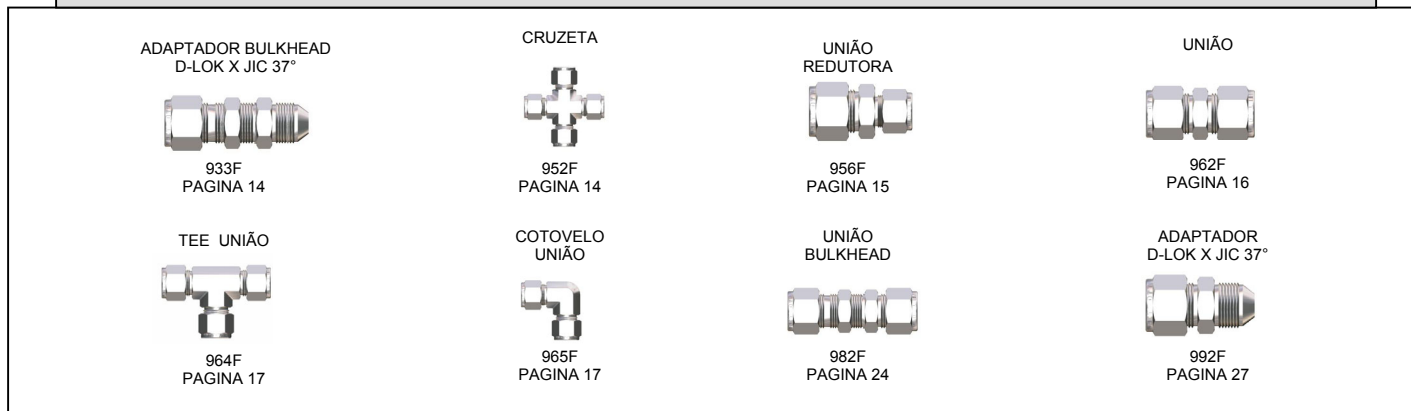 ADAPTADOR BULKHEAD
D-LOK X JIC 37°
933F
PAGINA 14
CRUZETA
952F
PAGINA 14
UNIÃO
REDUTORA
956F
PAGINA 15
UNIÃO
962F
PAGINA 16
TEE UNIÃO
964F
PAGINA 17
COTOVELO
UNIÃO
965F
PAGINA 17
UNIÃO
BULKHEAD
982F
PAGINA 24
ADAPTADOR
D-LOK X JIC 37°
992F
PAGINA 27